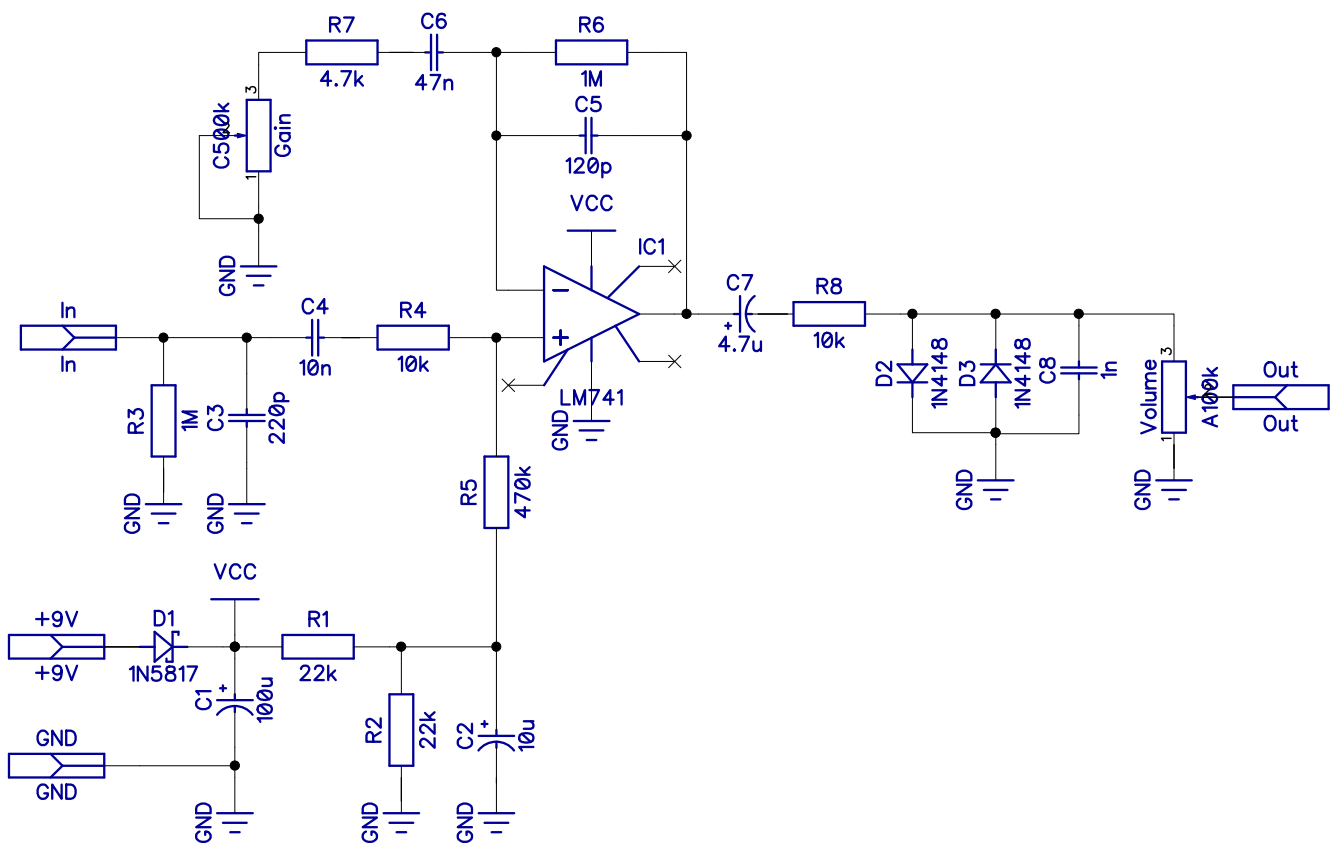 R7
4.7k
C6
47n
R6
1M
C5
120p
3
C500k
Gain
1
GND
VCC
IC1
LM741
GND
In
In
C4
10n
R4
10k
R3
1M
GND
C3
220p
GND
R5
470k
C7
+
4.7u
R8
10k
D2
1N4148
D3
1N4148
C8
1n
GND
3
Volume
A100k
1
GND
Out
Out
VCC
+9V
+9V
D1
1N5817
R1
22k
C1
+
100u
GND
GND
GND
R2
22k
GND
C2
+
10u
GND